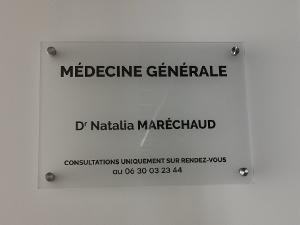 MÉDECINE GÉNÉRALE
Dr Natalia MARÉCHAUD
CONSULTATIONS UNIQUEMENT SUR RENDEZ-VOUS
au 06 30 03 23 44